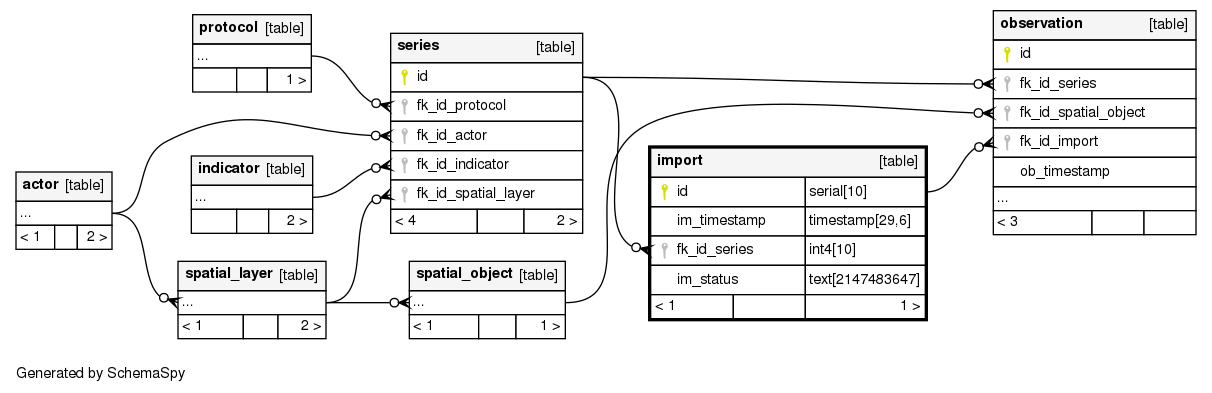 protocol [table]
...
1 >
series [table]
id
fk_id_protocol
fk_id_actor
fk_id_indicator
fk_id_spatial_layer
< 4 2 >
observation [table]
id
fk_id_series
fk_id_spatial_object
fk_id_import
ob_timestamp
...
< 3
indicator [table]
...
2 >
import [table]
id serial[10]
im_timestamp timestamp[29,6]
fk_id_series int4[10]
im_status text[2147483647]
< 1 1 >
actor [table]
...
< 1 2 >
spatial_layer [table]
...
< 1 2 >
spatial_object [table]
...
< 1 1 >
Generated by SchemaSpy